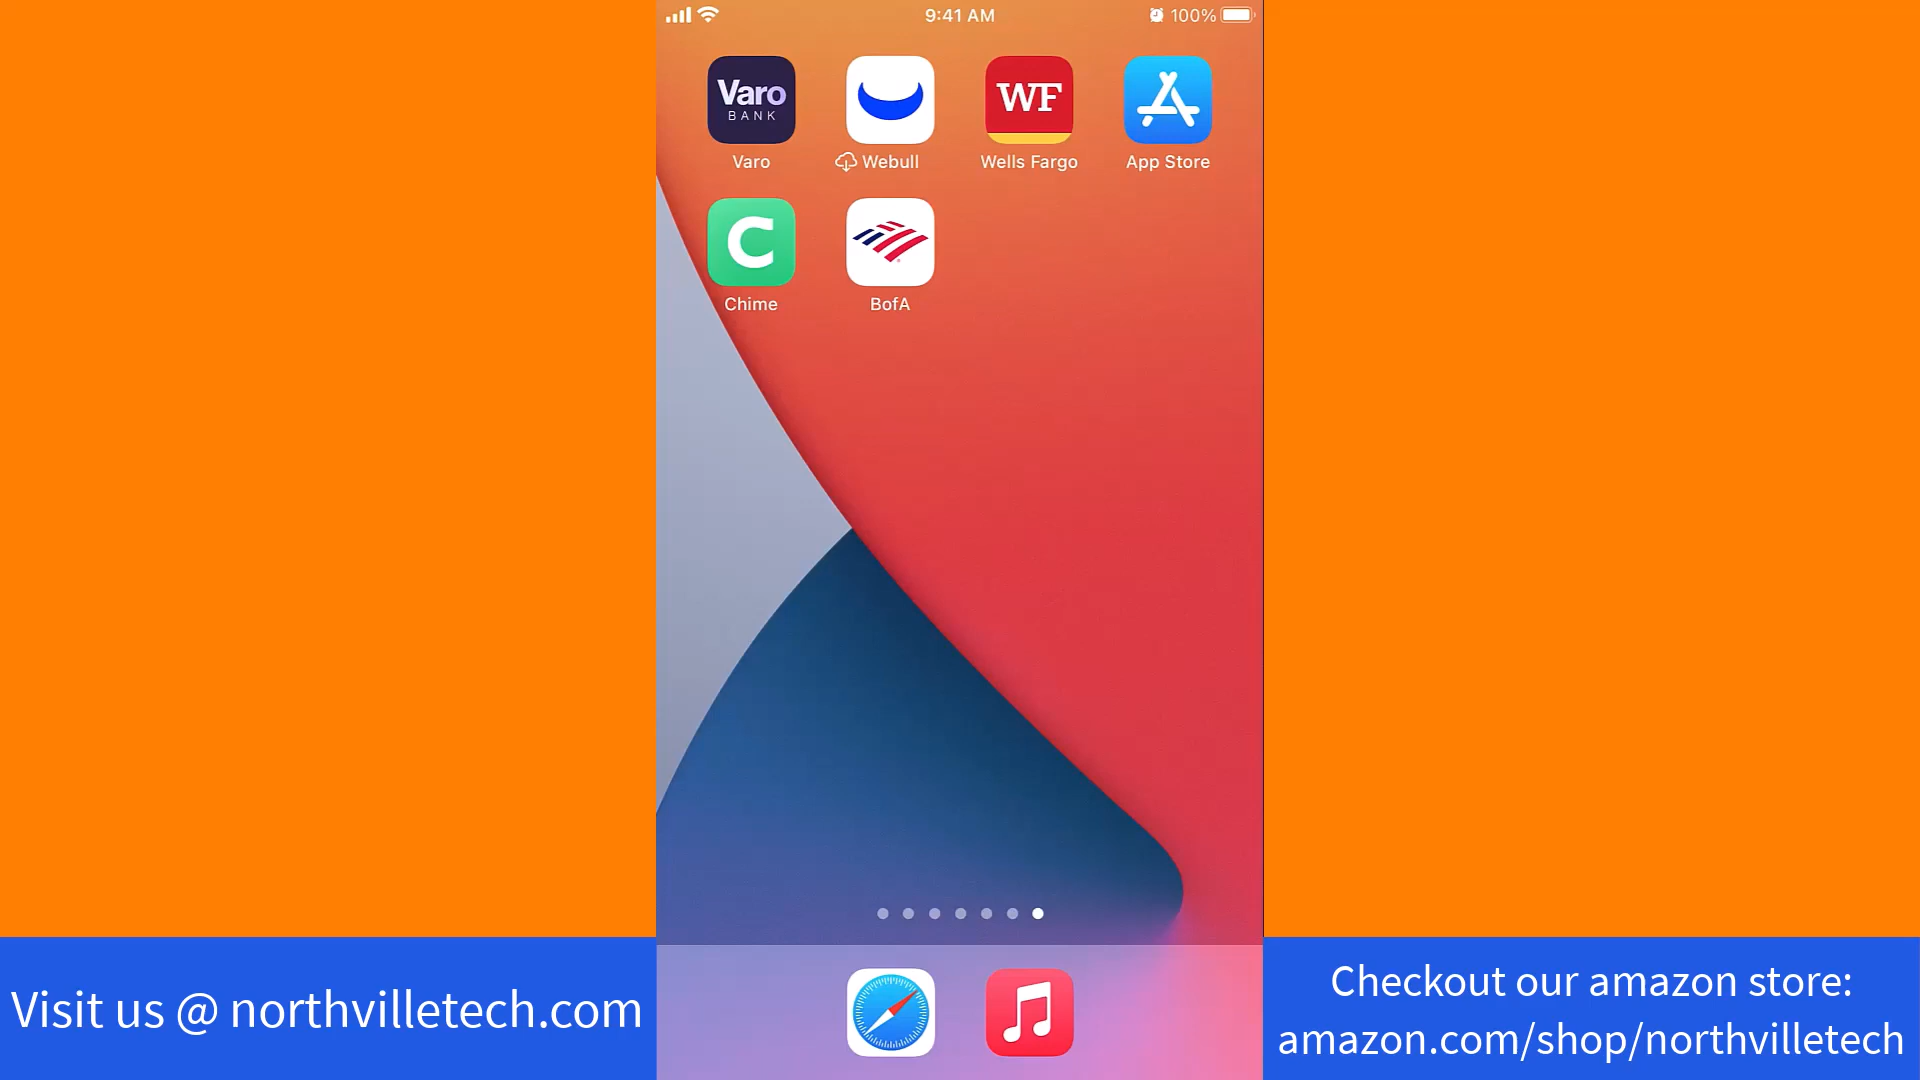 9:41 AM
100%
Varo
BANK
WF
Varo
Webull
Wells Fargo
App Store
C
Chime
BofA
Visit us @ northvilletech.com
Checkout our amazon store:
amazon.com/shop/northvilletech